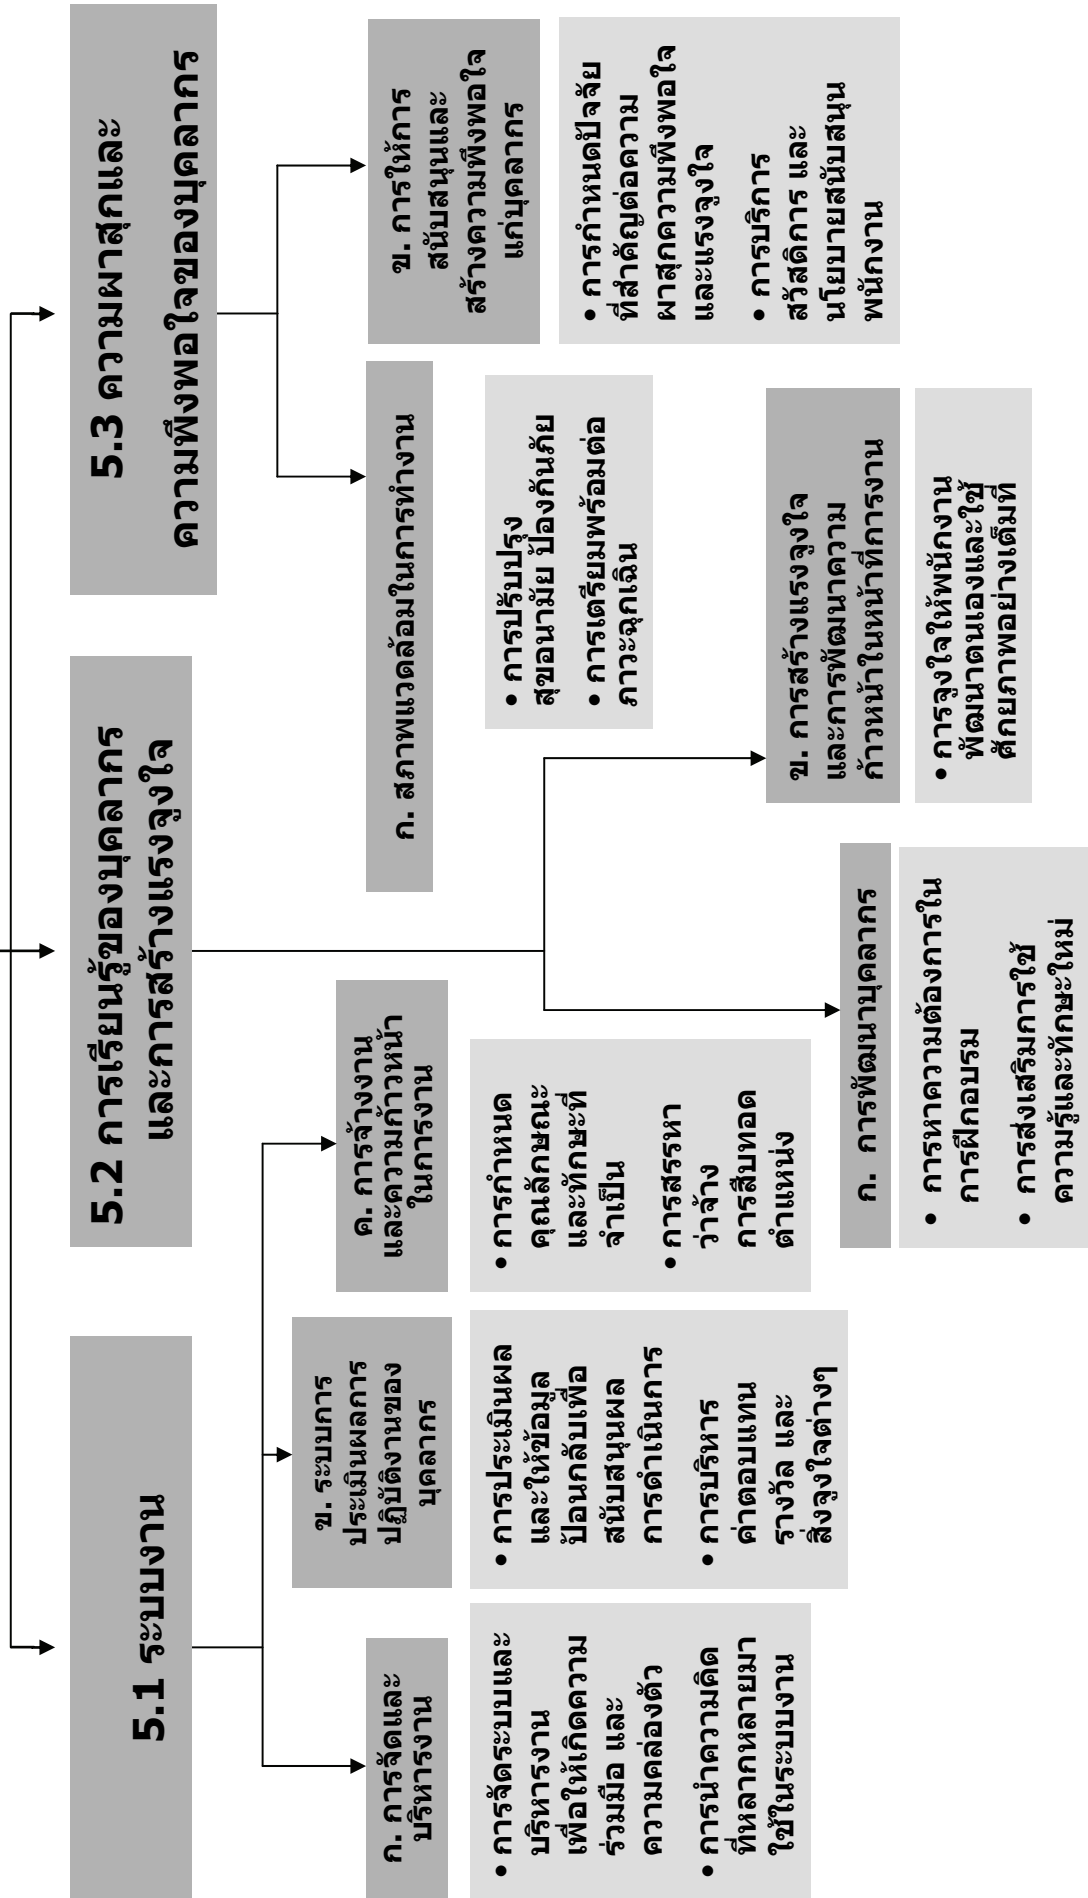 5.1 ระบบงาน
ก. การจัดและ
บริหารงาน
• การจัดระบบและ
บริหารงาน
เพื่อให้เกิดความ
ร่วมมือ และ
ความคล่องตัว
• การนำความคิด
ที่หลากหลายมา
ใช้ในระบบงาน
ข. ระบบการ
ประเมินผลการ
ปฏิบัติงานของ
บุคลากร
• การประเมินผล
และให้ข้อมูล
ป้อนกลับเพื่อ
สนับสนุนผล
การดำเนินการ
• การบริหาร
ค่าตอบแทน
รางวัล และ
สิ่งจูงใจต่างๆ
ค. การจ้างงาน
และความก้าวหน้า
ในการงาน
• การกำหนด
คุณลักษณะ
และทักษะที่
จำเป็น
• การสรรหา
ว่าจ้าง
การสืบทอด
ตำแหน่ง
5.2 การเรียนรู้ของบุคลากร
และการสร้างแรงจูงใจ
ก. การพัฒนาบุคลากร
• การหาความต้องการใน
การฝึกอบรม
• การส่งเสริมการใช้
ความรู้และทักษะใหม่
ข. การสร้างแรงจูงใจ
และการพัฒนาความ
ก้าวหน้าในหน้าที่การงาน
• การจูงใจให้พนักงาน
พัฒนาตนเองและใช้
ศักยภาพอย่างเต็มที่
5.3 ความผาสุกและ
ความพึงพอใจของบุคลากร
ก. สภาพแวดล้อมในการทำงาน
• การปรับปรุง
สุขอนามัย ป้องกันภัย
• การเตรียมพร้อมต่อ
ภาวะฉุกเฉิน
ข. การให้การ
สนับสนุนและ
สร้างความพึงพอใจ
แก่บุคลากร
• การกำหนดปัจจัย
ที่สำคัญต่อความ
ผาสุกความพึงพอใจ
และแรงจูงใจ
• การบริการ
สวัสดิการ และ
นโยบายสนับสนุน
พนักงาน